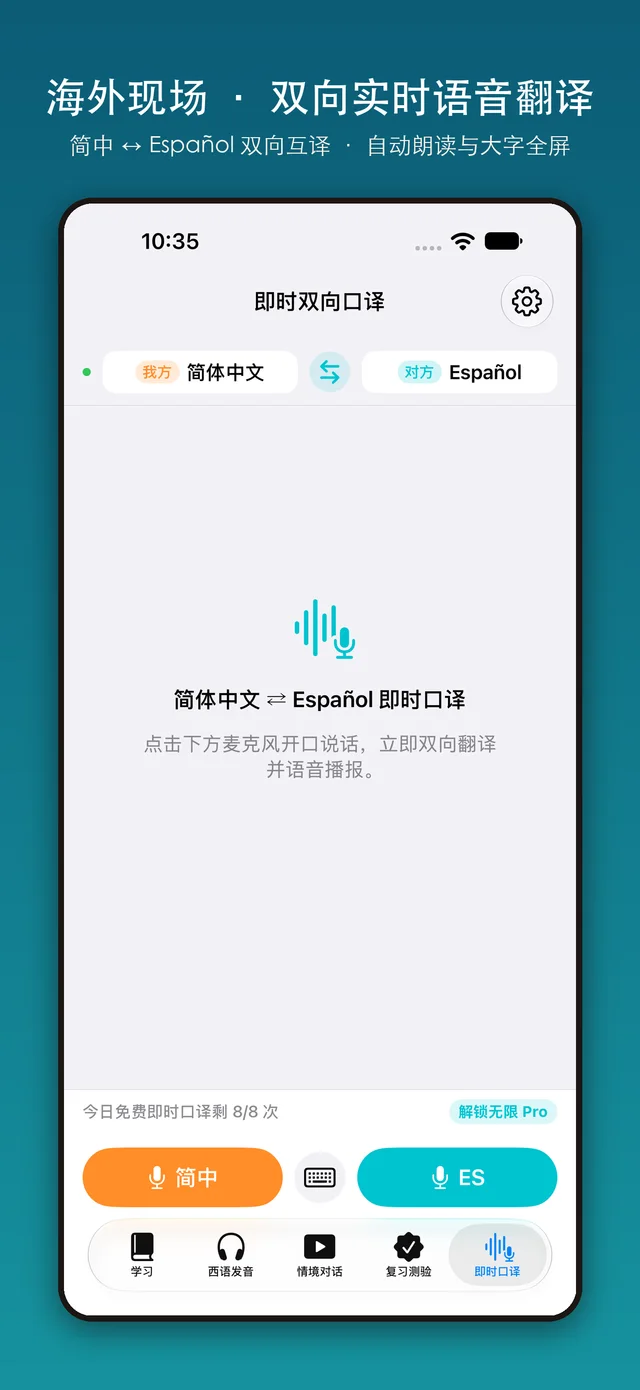 海外现场 · 双向实时语音翻译
简中 ↔ Español 双向互译 · 自动朗读与大字全屏
10:35
即时双向口译
我方 简体中文
对方 Español
简体中文 ⇄ Español 即时口译
点击下方麦克风开口说话，立即双向翻译
并语音播报。
今日免费即时口译剩 8/8 次
解锁无限 Pro
简中
ES
学习
西语发音
情境对话
复习测验
即时口译